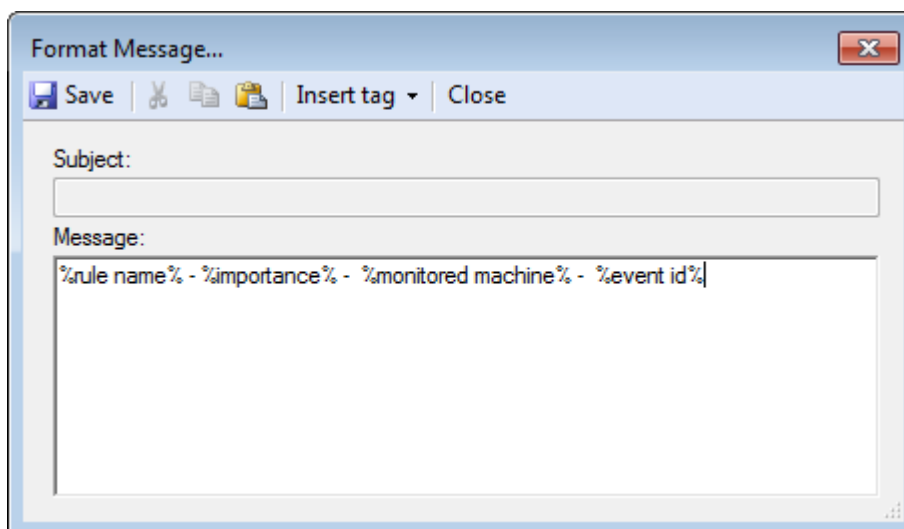 Format Message...
Save Insert tag Close
Subject:
Message:
%rule name% - %importance% -  %monitored machine% -  %event id%